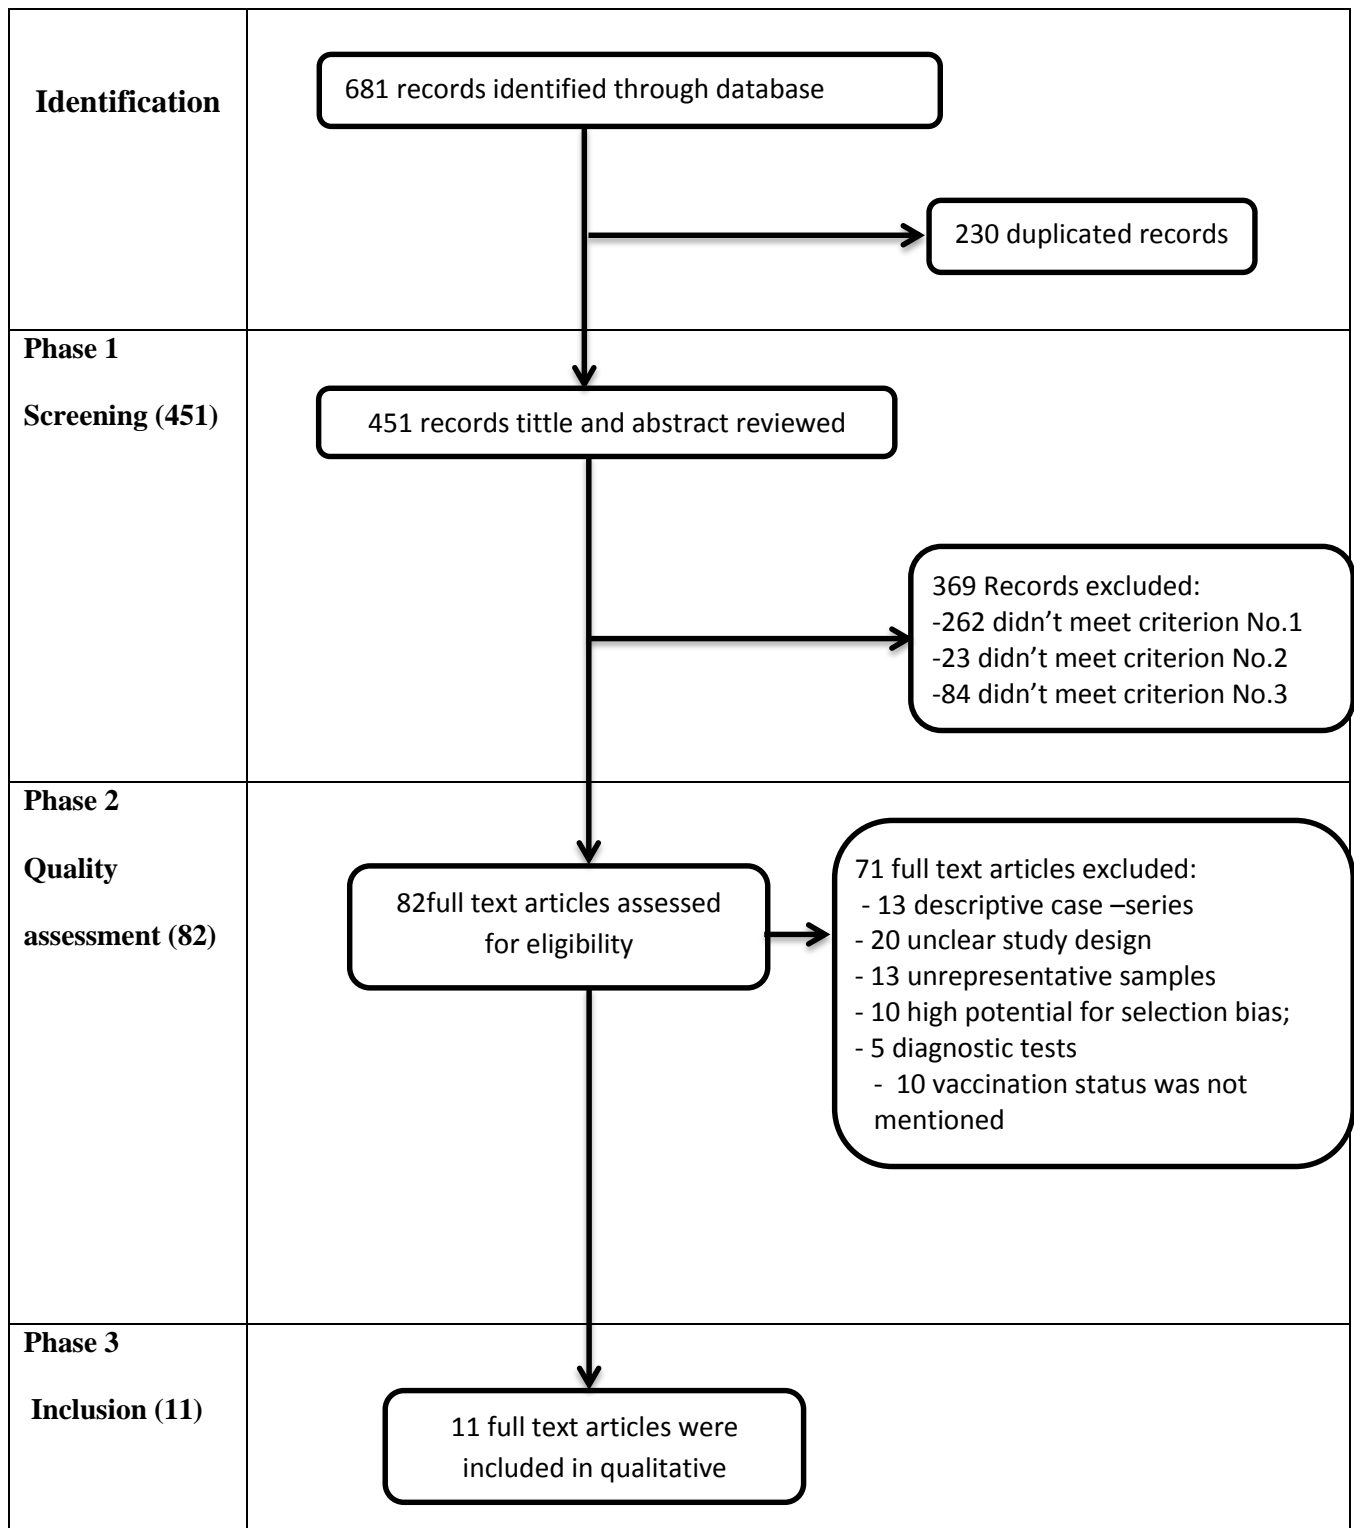 Identification
681 records identified through database
230 duplicated records
Phase 1
Screening (451)
451 records tittle and abstract reviewed
369 Records excluded:
-262 didn’t meet criterion No.1
-23 didn’t meet criterion No.2
-84 didn’t meet criterion No.3
Phase 2
Quality
assessment (82)
82full text articles assessed
for eligibility
71 full text articles excluded:
- 13 descriptive case –series
- 20 unclear study design
- 13 unrepresentative samples
- 10 high potential for selection bias;
- 5 diagnostic tests
- 10 vaccination status was not
mentioned
Phase 3
Inclusion (11)
11 full text articles were
included in qualitative